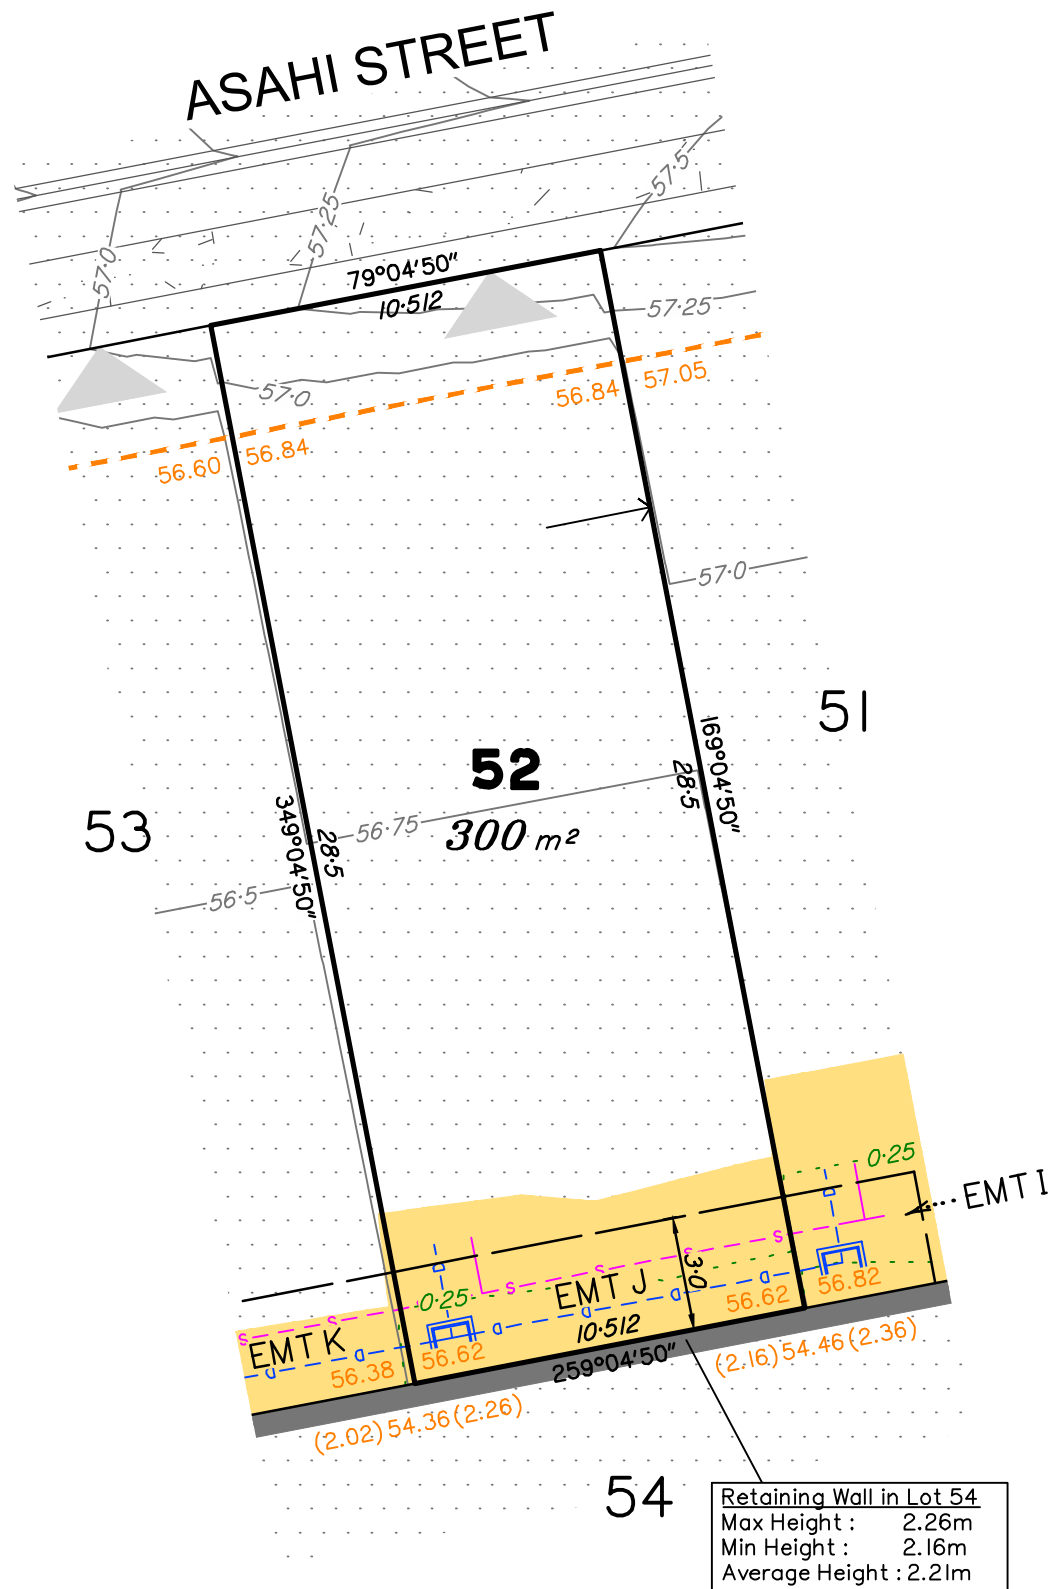 ASAHI STREET
57·5
57·25
57·0
79°04'50"
10·512
57·25
57·0
56.84
57.05
56.60
56.84
57·0
51
169°04'50"
28·5
52
300 m²
56·75
53
349°04'50"
28·5
56·5
0·25
EMT I
3·0
EMT J
0·25
56.82
56.62
EMT K
10·512
56.62
56.38
259°04'50"
(2.16) 54.46 (2.36)
(2.02) 54.36 (2.26)
S
S
S
S
S
D
D
D
D
D
D
54
Retaining Wall in Lot 54
Max Height : 2.26m
Min Height : 2.16m
Average Height : 2.21m